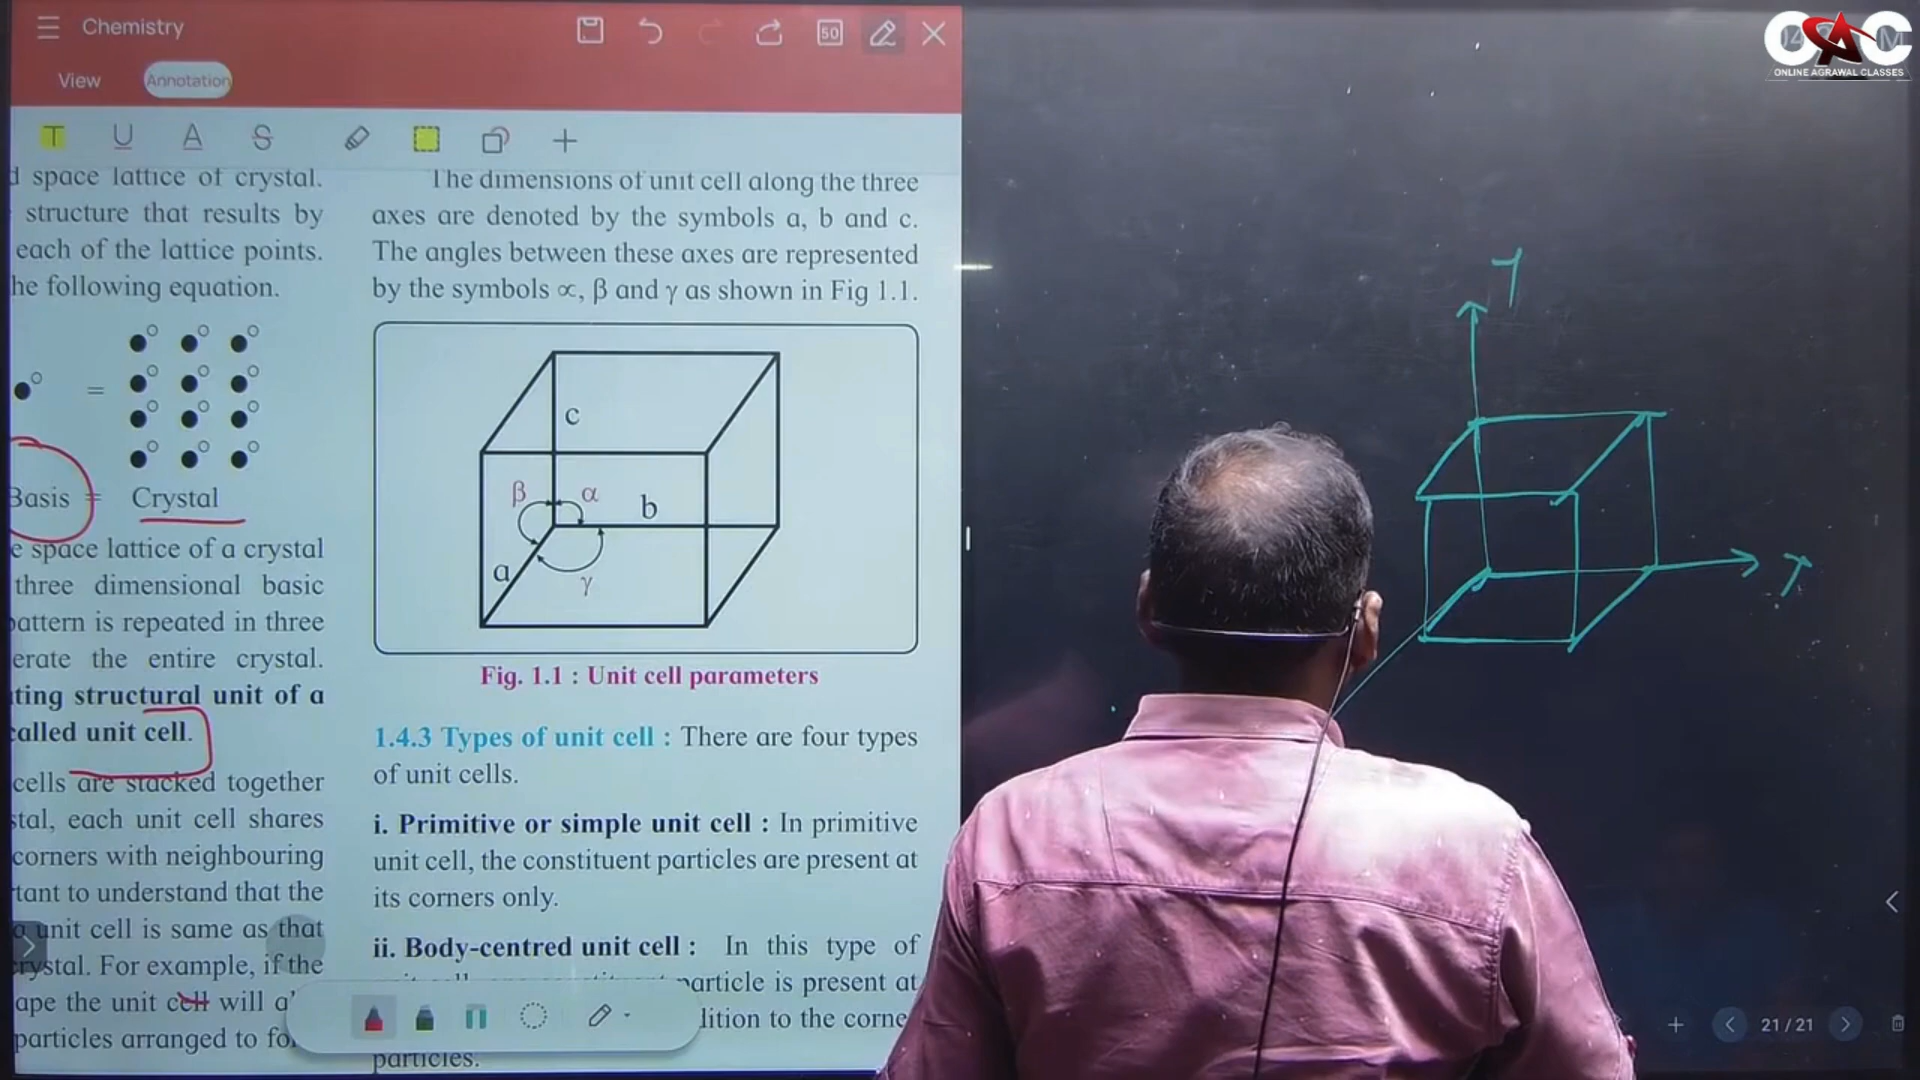 Chemistry
50
View
Annotation
T U A S
space lattice of crystal.
structure that results by
each of the lattice points.
he following equation.
=
Basis = Crystal
e space lattice of a crystal
three dimensional basic
pattern is repeated in three
erate the entire crystal.
ting structural unit of a
called unit cell.
cells are stacked together
stal, each unit cell shares
corners with neighbouring
tant to understand that the
unit cell is same as that
rystal. For example, if the
ape the unit cell will al
particles arranged to fo
The dimensions of unit cell along the three
axes are denoted by the symbols a, b and c.
The angles between these axes are represented
by the symbols ∝, β and γ as shown in Fig 1.1.
c
β α b
a γ
Fig. 1.1 : Unit cell parameters
1.4.3 Types of unit cell : There are four types
of unit cells.
i. Primitive or simple unit cell : In primitive
unit cell, the constituent particles are present at
its corners only.
ii. Body-centred unit cell : In this type of
particle is present at
dition to the corne
particles.
OAC
ONLINE AGRAWAL CLASSES
21/21